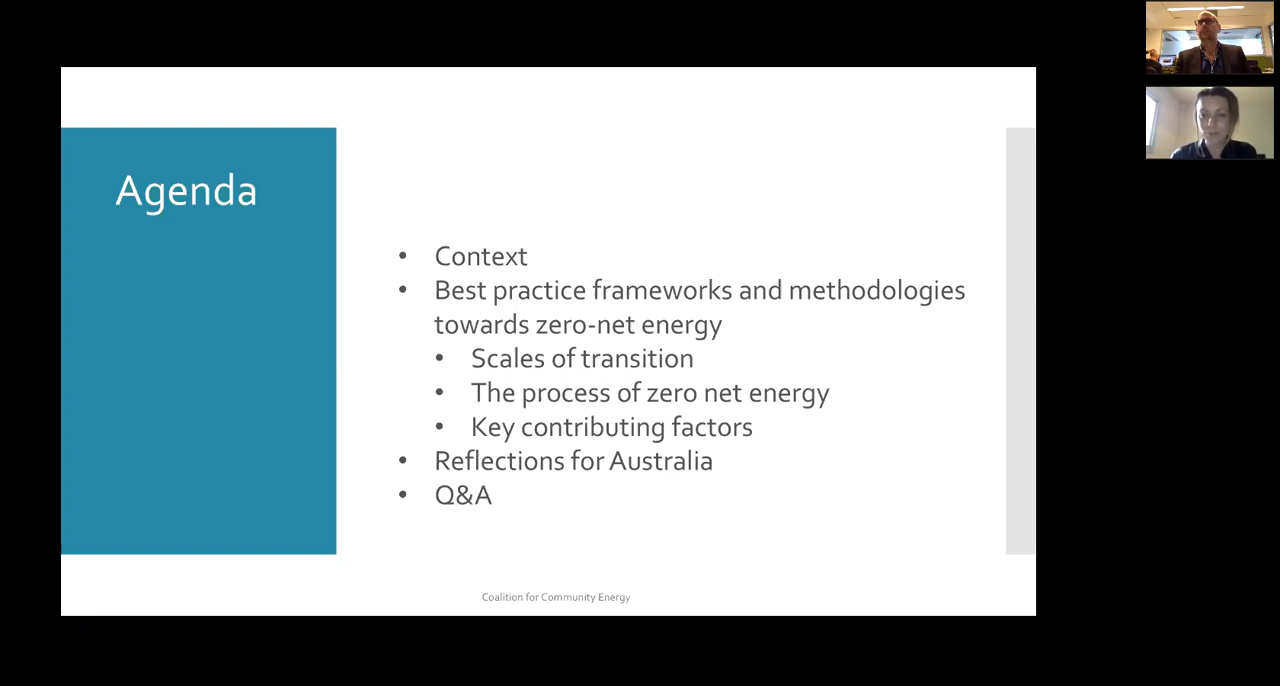 Agenda
• Context
• Best practice frameworks and methodologies
towards zero-net energy
• Scales of transition
• The process of zero net energy
• Key contributing factors
• Reflections for Australia
• Q&A
Coalition for Community Energy